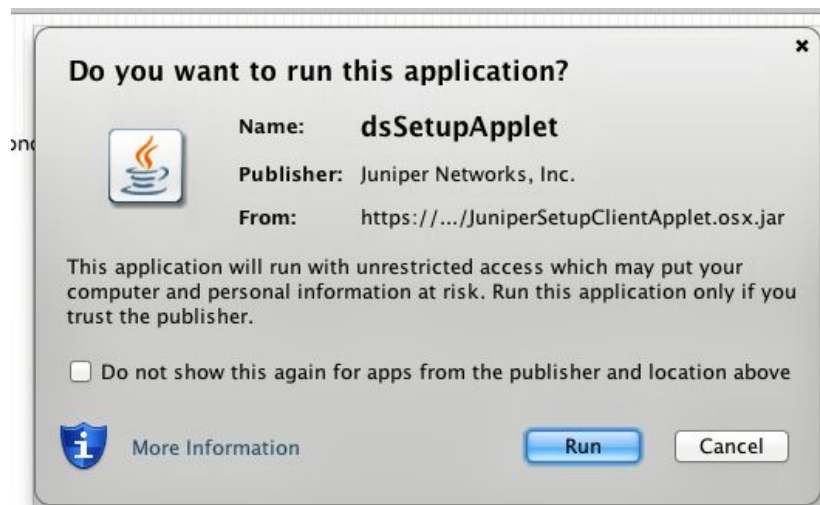 Do you want to run this application?
Name: dsSetupApplet
Publisher: Juniper Networks, Inc.
From: https://.../JuniperSetupClientApplet.osx.jar
This application will run with unrestricted access which may put your
computer and personal information at risk. Run this application only if you
trust the publisher.
Do not show this again for apps from the publisher and location above
More Information
Run
Cancel